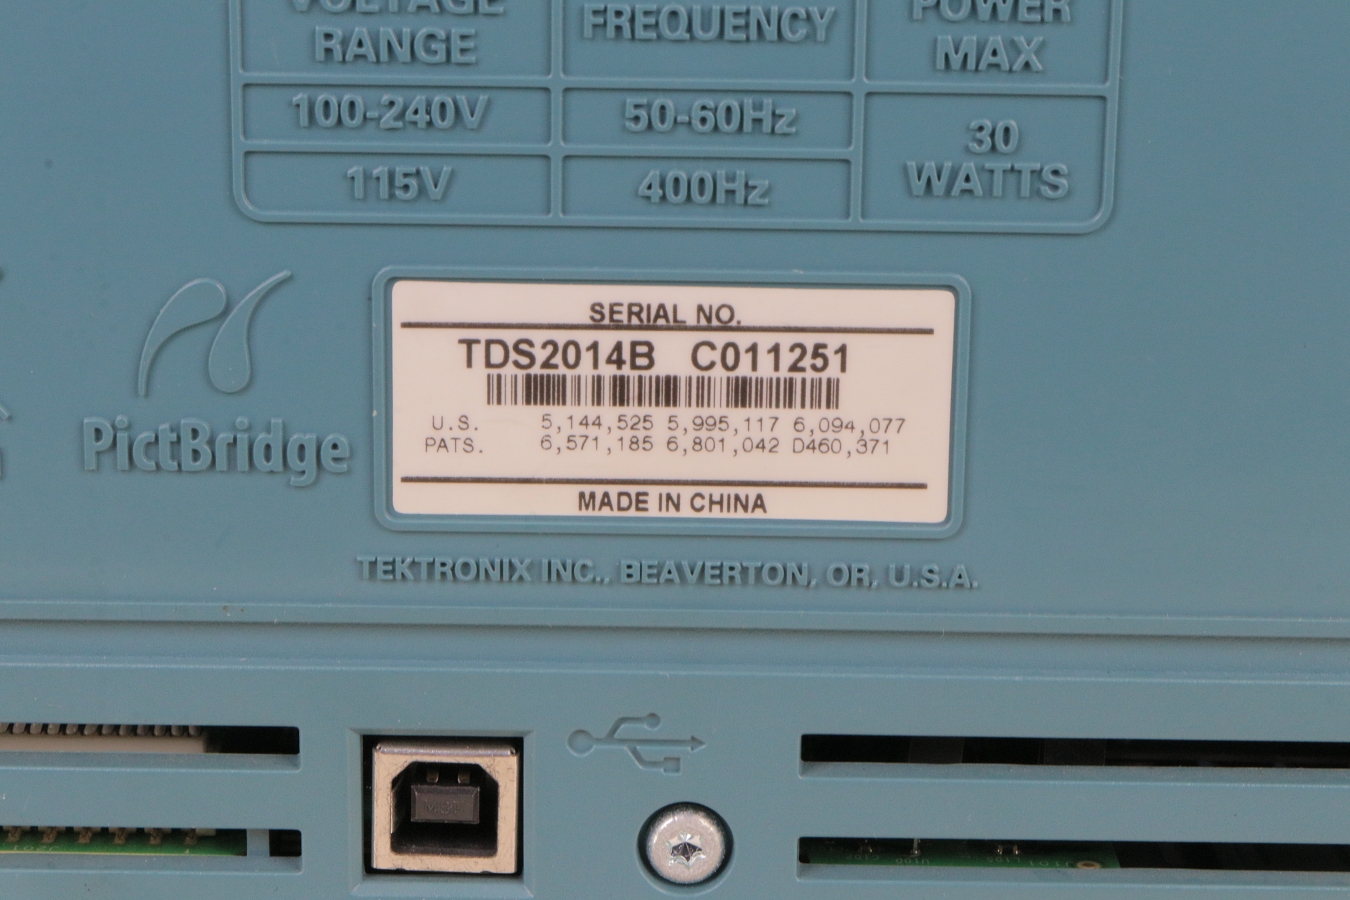 VOLTAGE
RANGE
FREQUENCY
POWER
MAX
100-240V
50-60Hz
30
WATTS
115V
400Hz
PictBridge
SERIAL NO.
TDS2014B C011251
U.S. 5,144,525 5,995,117 6,094,077
PATS. 6,571,185 6,801,042 D460,371
MADE IN CHINA
TEKTRONIX INC., BEAVERTON, OR, U.S.A.